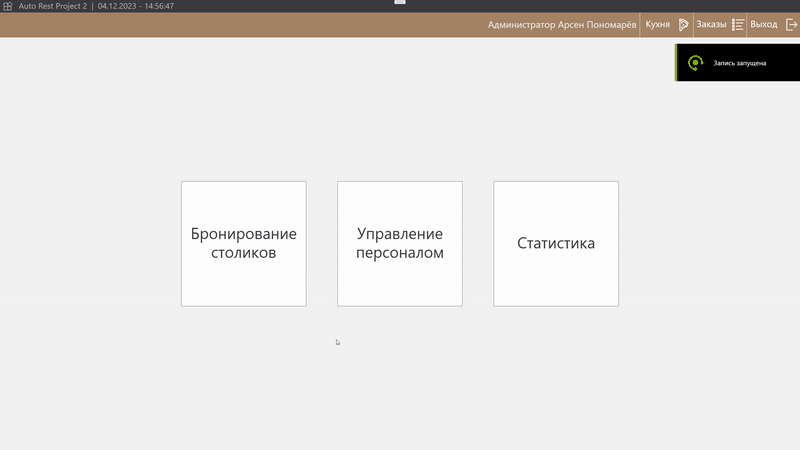 Auto Rest Project 2 | 04.12.2023 - 14:56:47
Администратор Арсен Пономарёв
Кухня
Заказы
Выход
Запись запущена
Бронирование
столиков
Управление
персоналом
Статистика